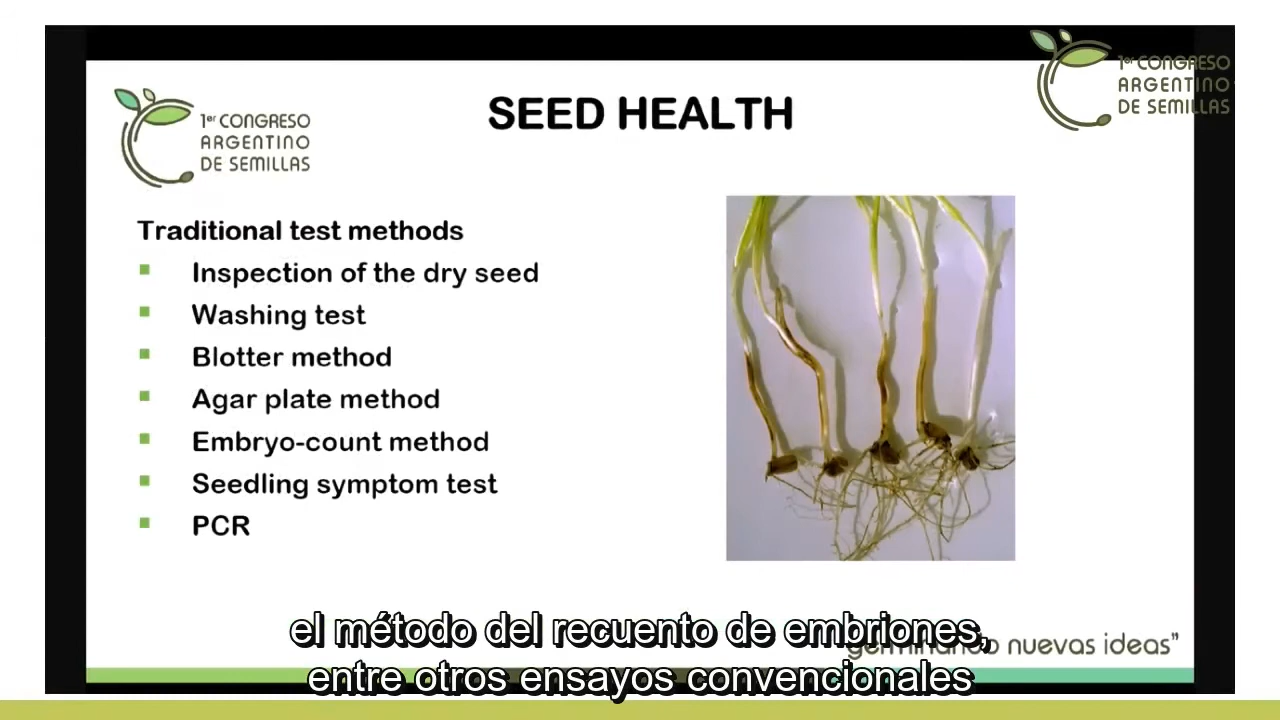 1er CONGRESO
ARGENTINO
DE SEMILLAS
SEED HEALTH
1er CONGRESO
ARGENTINO
DE SEMILLAS
Traditional test methods
Inspection of the dry seed
Washing test
Blotter method
Agar plate method
Embryo-count method
Seedling symptom test
PCR
germinando nuevas ideas”
el método del recuento de embriones,
entre otros ensayos convencionales